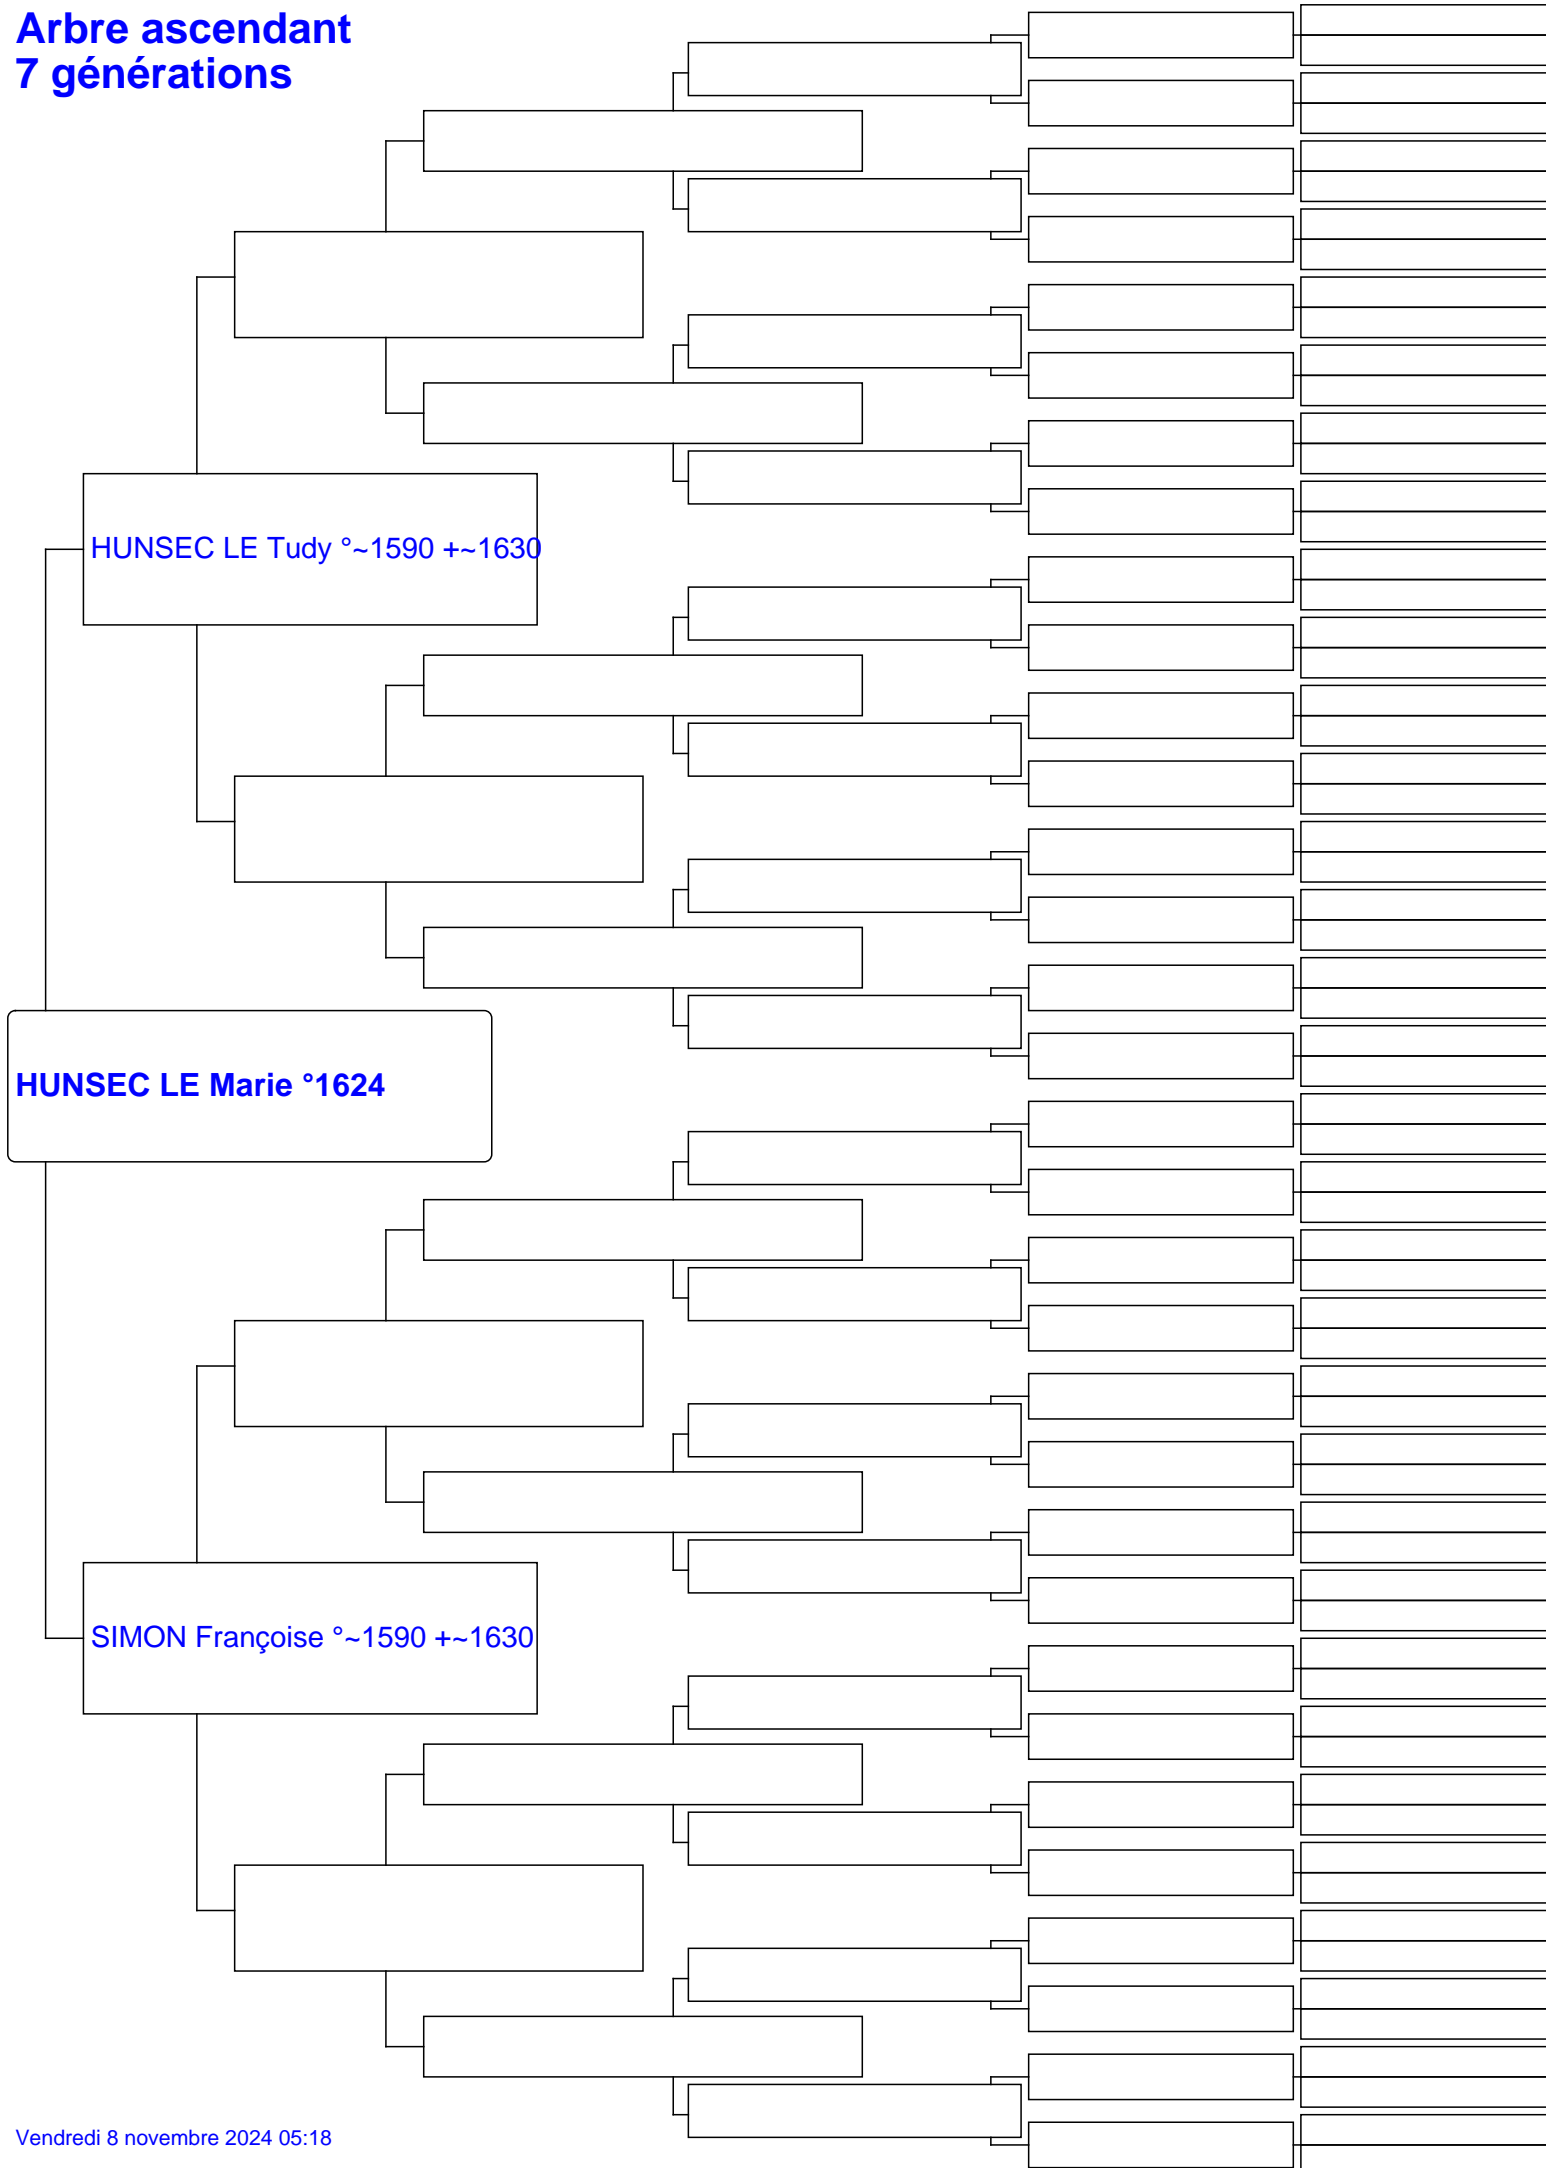 Arbre ascendant
7 générations
HUNSEC LE Tudy °~1590 +~1630
HUNSEC LE Marie °1624
SIMON Françoise °~1590 +~1630
Vendredi 8 novembre 2024 05:18